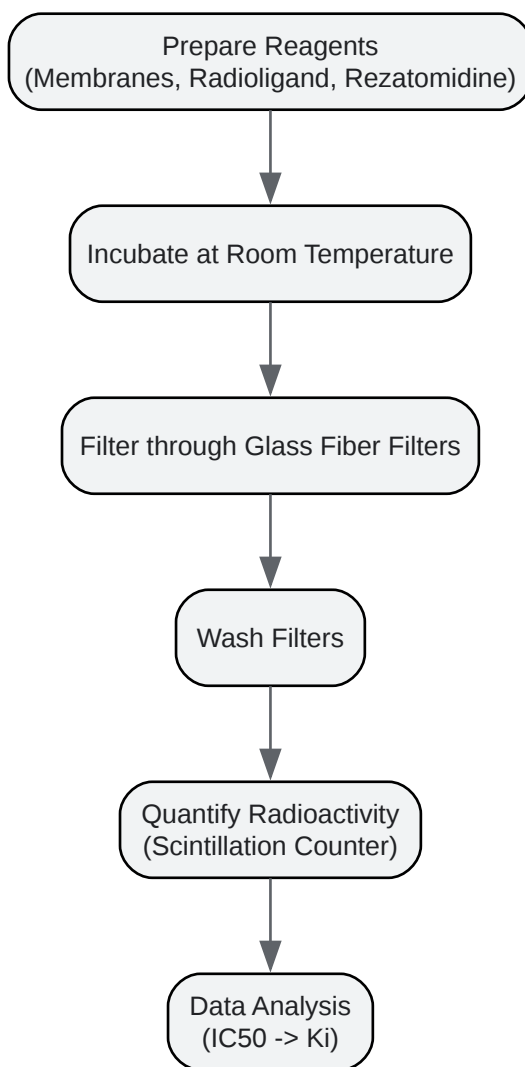 Prepare Reagents
(Membranes, Radioligand, Rezatomidine)
Incubate at Room Temperature
Filter through Glass Fiber Filters
Wash Filters
Quantify Radioactivity
(Scintillation Counter)
Data Analysis
(IC50 -> Ki)